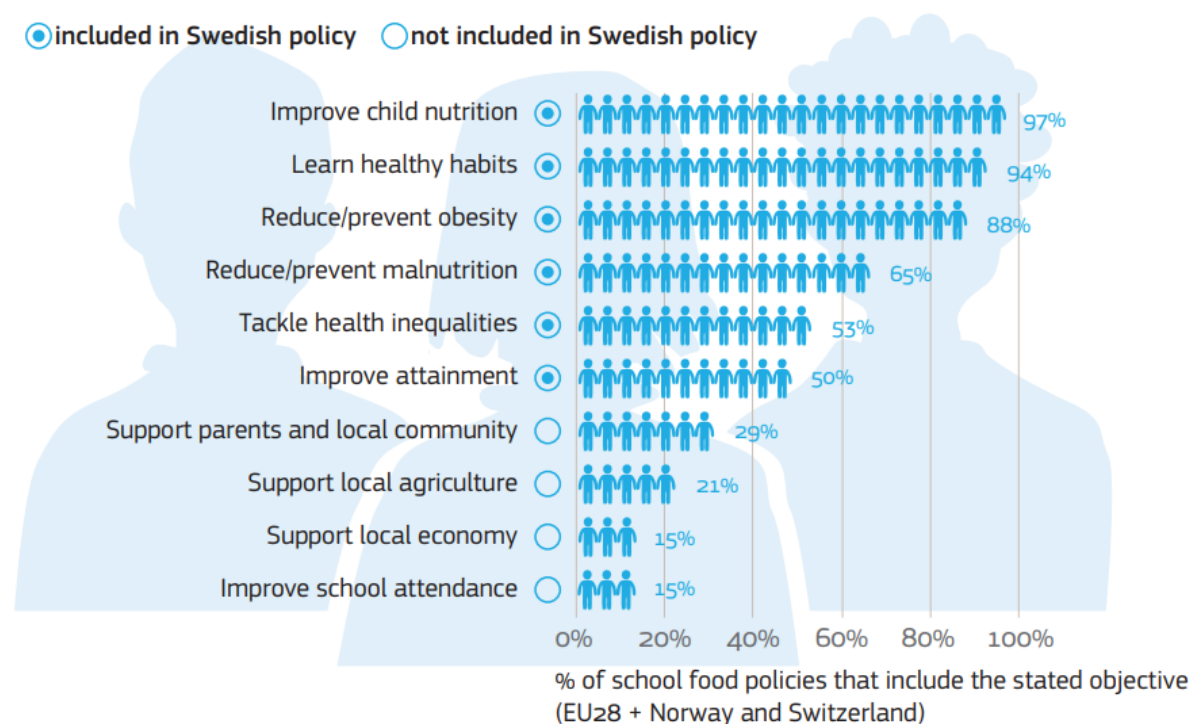 included in Swedish policy not included in Swedish policy
Improve child nutrition 97%
Learn healthy habits 94%
Reduce/prevent obesity 88%
Reduce/prevent malnutrition 65%
Tackle health inequalities 53%
Improve attainment 50%
Support parents and local community 29%
Support local agriculture 21%
Support local economy 15%
Improve school attendance 15%
0% 20% 40% 60% 80% 100%
% of school food policies that include the stated objective
(EU28 + Norway and Switzerland)